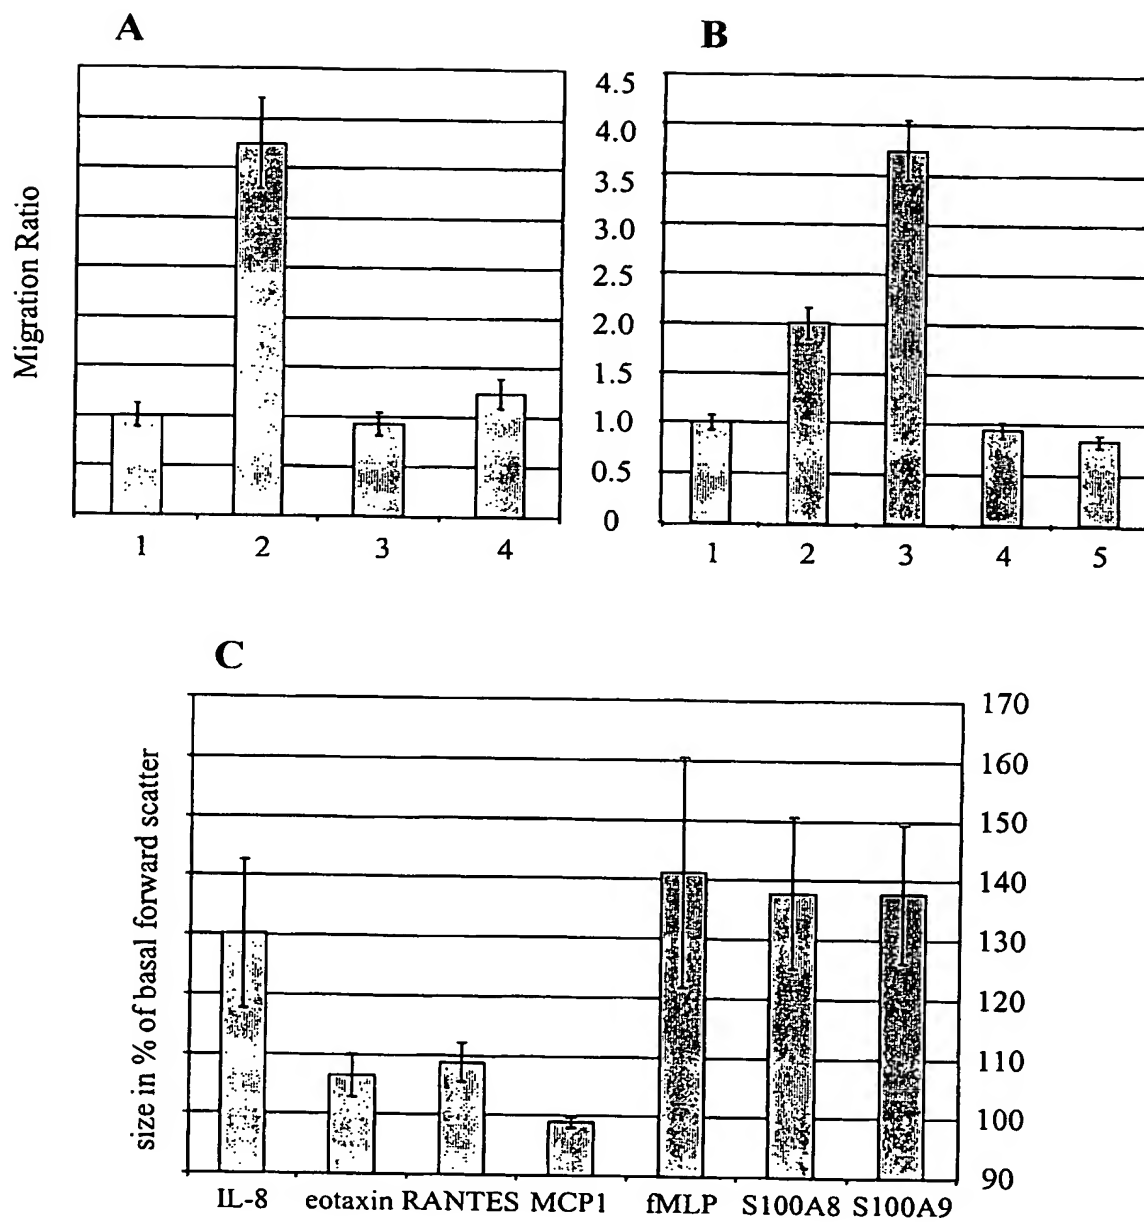 A
B
Migration Ratio
4.5
4.0
3.5
3.0
2.5
2.0
1.5
1.0
0.5
0
1 2 3 4
1 2 3 4 5
C
size in % of basal forward scatter
170
160
150
140
130
120
110
100
90
IL-8 eotaxin RANTES MCP1 fMLP S100A8 S100A9